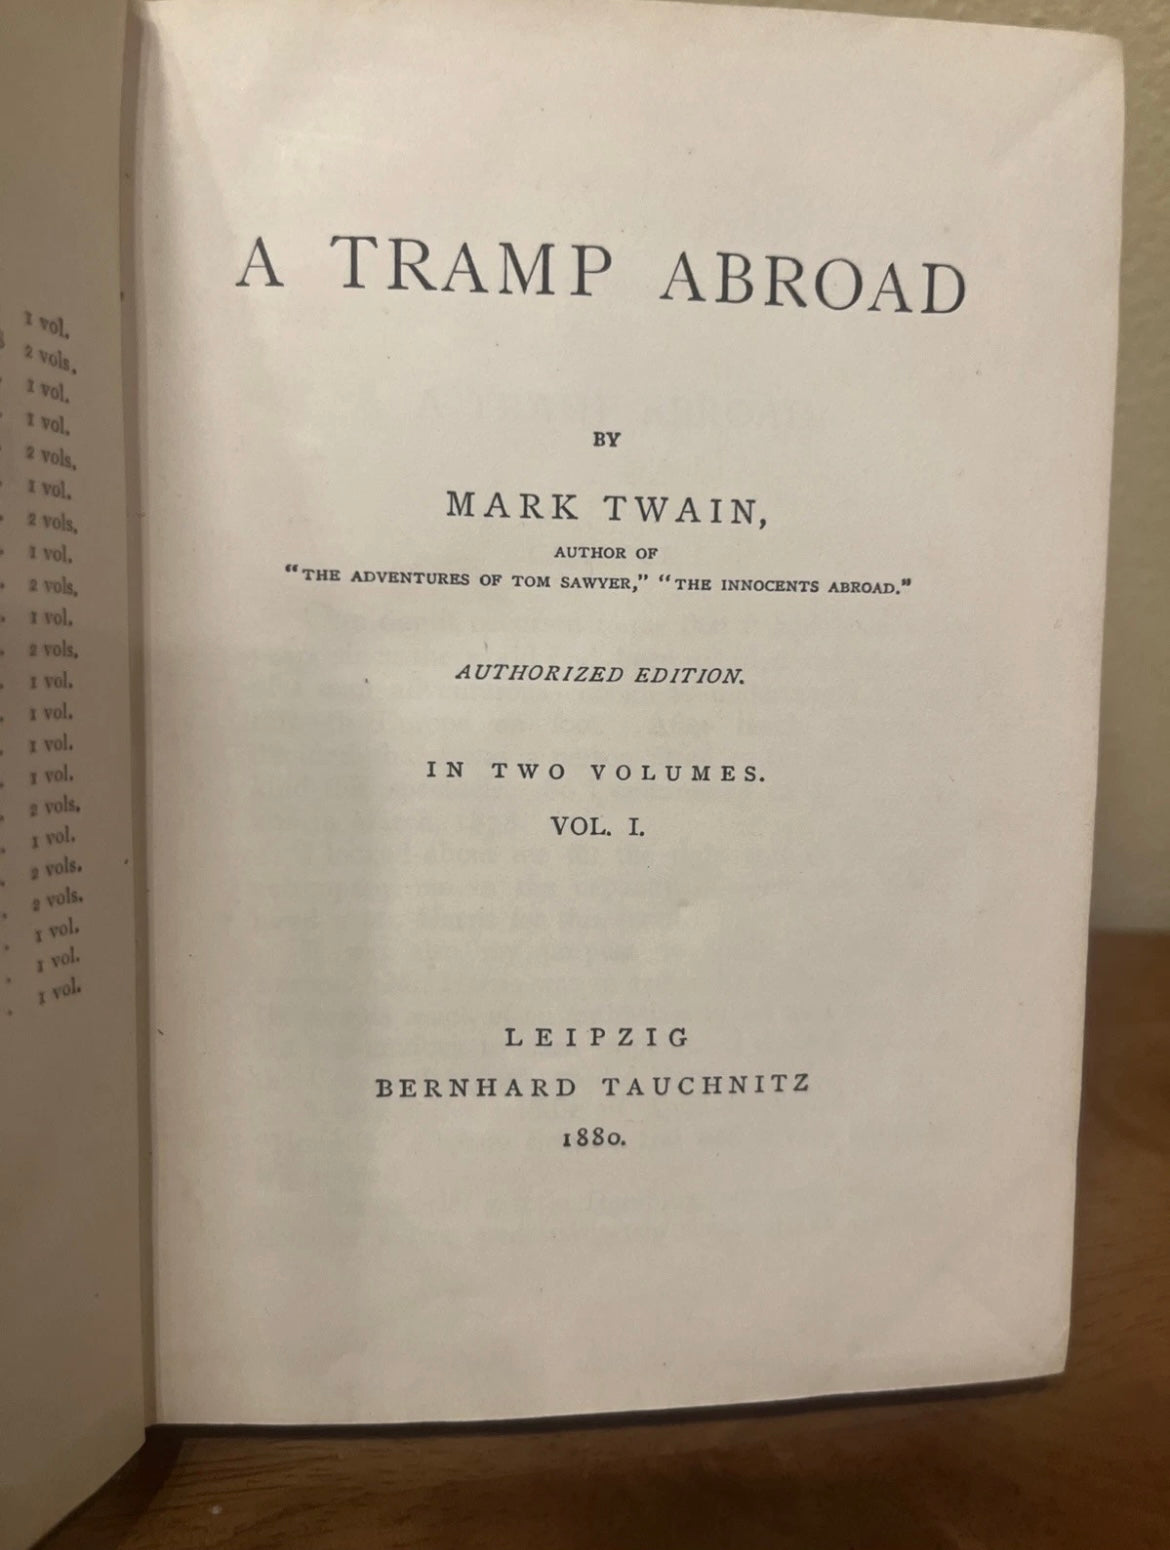 1 vol.
2 vols.
1 vol.
1 vol.
2 vols.
1 vol.
2 vols.
1 vol.
2 vols.
1 vol.
2 vols.
1 vol.
1 vol.
1 vol.
1 vol.
2 vols.
1 vol.
2 vols.
2 vols.
1 vol.
1 vol.
1 vol.
A TRAMP ABROAD
BY
MARK TWAIN,
AUTHOR OF
“THE ADVENTURES OF TOM SAWYER,” “THE INNOCENTS ABROAD.”
AUTHORIZED EDITION.
IN TWO VOLUMES.
VOL. I.
LEIPZIG
BERNHARD TAUCHNITZ
1880.